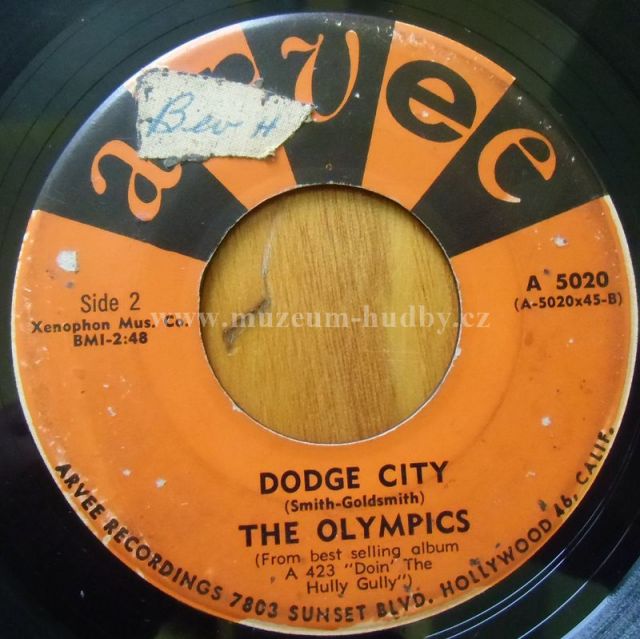 arvee
Bev H
Side 2
Xenophon Mus. Co.
BMI-2:48
A 5020
(A-5020x45-B)
www.muzeum-hudby.cz
DODGE CITY
(Smith-Goldsmith)
THE OLYMPICS
(From best selling album
A 423 "Doin' The
Hully Gully")
ARVEE RECORDINGS 7803 SUNSET BLVD. HOLLYWOOD 46, CALIF.